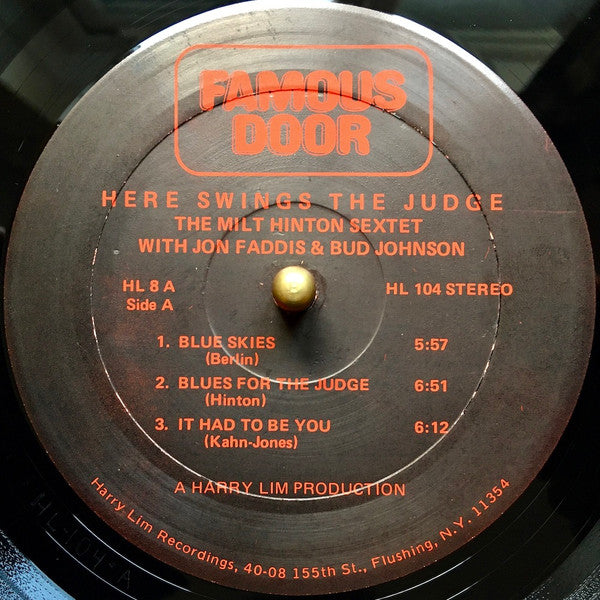 FAMOUS
DOOR
HERE SWINGS THE JUDGE
THE MILT HINTON SEXTET
WITH JON FADDIS & BUD JOHNSON
HL 8 A
Side A
HL 104 STEREO
1. BLUE SKIES 5:57
(Berlin)
2. BLUES FOR THE JUDGE 6:51
(Hinton)
3. IT HAD TO BE YOU 6:12
(Kahn-Jones)
A HARRY LIM PRODUCTION
Harry Lim Recordings, 40-08 155th St., Flushing, N.Y. 11354
HL-104-A